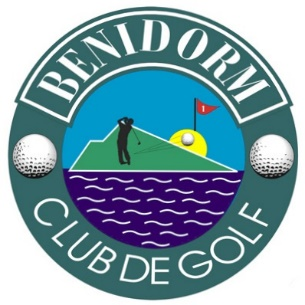 BENIDORM
1
CLUB DE GOLF